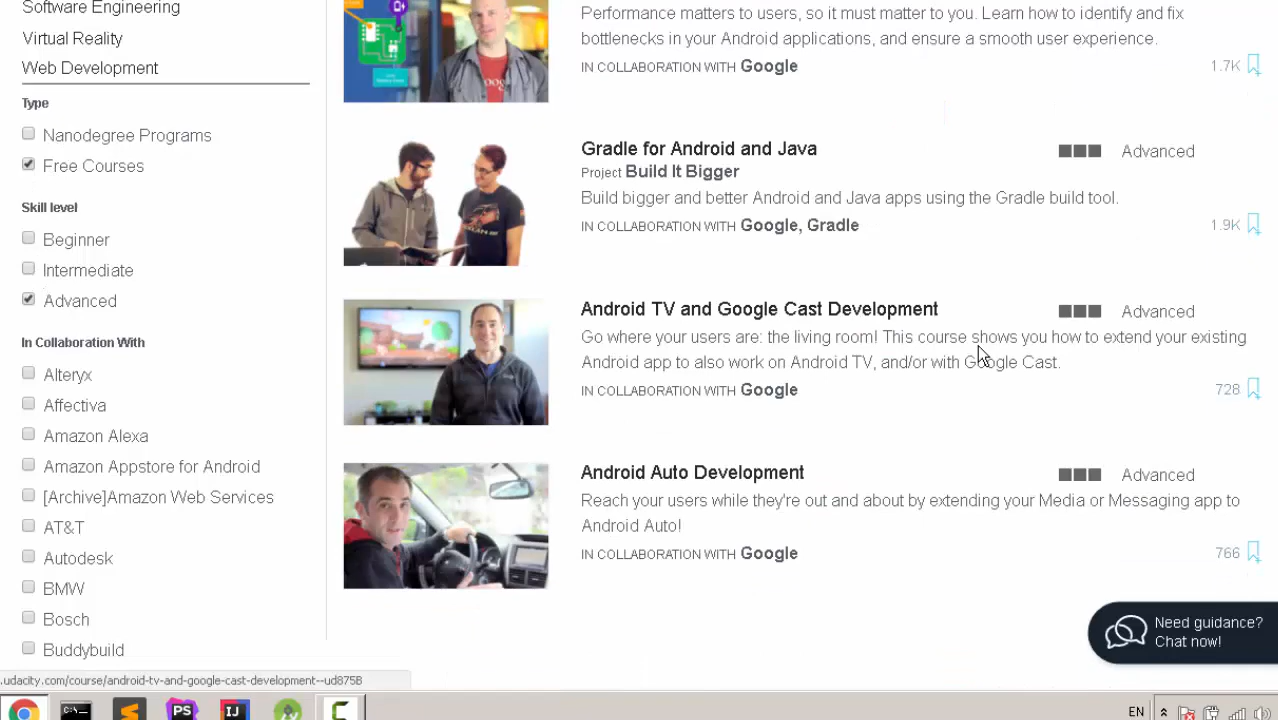 Software Engineering
Virtual Reality
Web Development
Type
Nanodegree Programs
Free Courses
Skill level
Beginner
Intermediate
Advanced
In Collaboration With
Alteryx
Affectiva
Amazon Alexa
Amazon Appstore for Android
[Archive]Amazon Web Services
AT&T
Autodesk
BMW
Bosch
Buddybuild
Performance matters to users, so it must matter to you. Learn how to identify and fix
bottlenecks in your Android applications, and ensure a smooth user experience.
IN COLLABORATION WITH Google
1.7K
Gradle for Android and Java
Advanced
Project Build It Bigger
Build bigger and better Android and Java apps using the Gradle build tool.
IN COLLABORATION WITH Google, Gradle
1.9K
Android TV and Google Cast Development
Advanced
Go where your users are: the living room! This course shows you how to extend your existing
Android app to also work on Android TV, and/or with Google Cast.
IN COLLABORATION WITH Google
728
Android Auto Development
Advanced
Reach your users while they're out and about by extending your Media or Messaging app to
Android Auto!
IN COLLABORATION WITH Google
766
Need guidance?
Chat now!
.udacity.com/course/android-tv-and-google-cast-development--ud875B
PS
IJ
EN